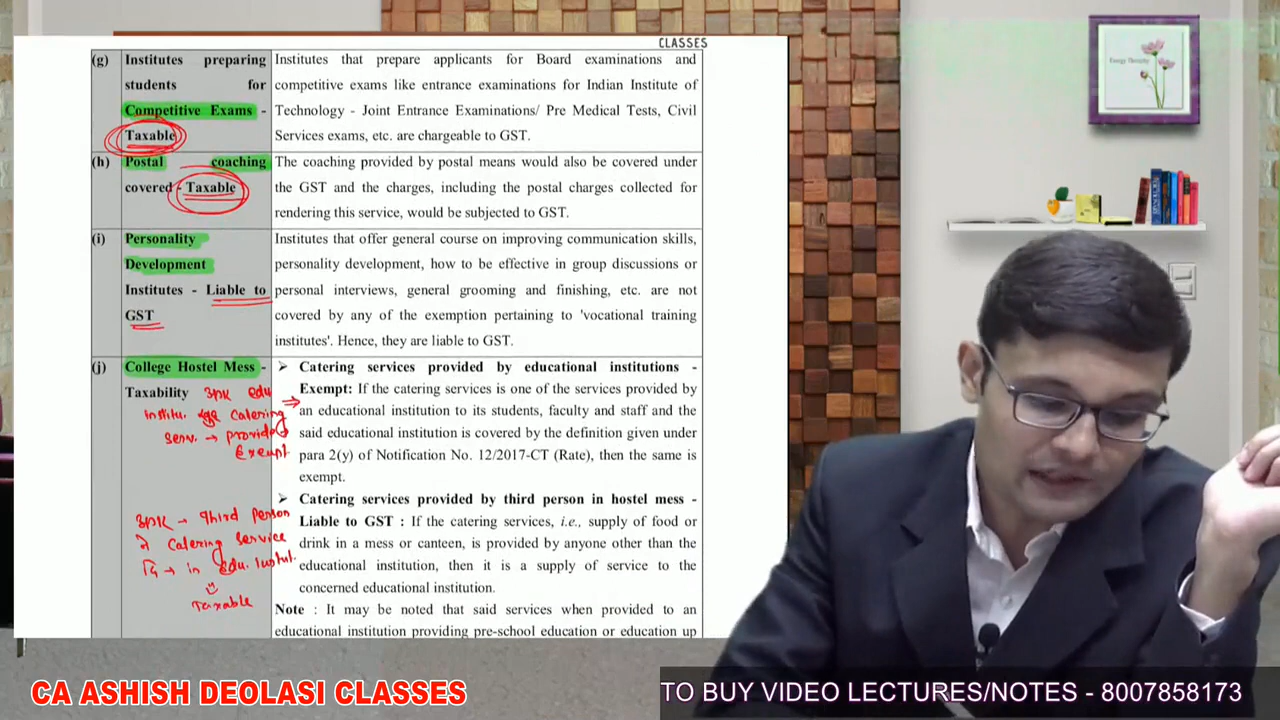 CLASSES
(g) Institutes preparing Institutes that prepare applicants for Board examinations and
students for competitive exams like entrance examinations for Indian Institute of
Competitive Exams - Technology - Joint Entrance Examinations/ Pre Medical Tests, Civil
Taxable Services exams, etc. are chargeable to GST.
(h) Postal coaching The coaching provided by postal means would also be covered under
covered - Taxable the GST and the charges, including the postal charges collected for
rendering this service, would be subjected to GST.
(i) Personality Institutes that offer general course on improving communication skills,
Development personality development, how to be effective in group discussions or
Institutes - Liable to personal interviews, general grooming and finishing, etc. are not
GST covered by any of the exemption pertaining to 'vocational training
institutes'. Hence, they are liable to GST.
(j) College Hostel Mess - ➢ Catering services provided by educational institutions -
Taxability Exempt: If the catering services is one of the services provided by
edu
institu. catering
serv. → provided
Exempt
an educational institution to its students, faculty and staff and the
said educational institution is covered by the definition given under
para 2(y) of Notification No. 12/2017-CT (Rate), then the same is
exempt.
➢ Catering services provided by third person in hostel mess -
Liable to GST : If the catering services, i.e., supply of food or
drink in a mess or canteen, is provided by anyone other than the
educational institution, then it is a supply of service to the
concerned educational institution.
→ Third Person
Catering Service
→ in edu. Instut.
Taxable
Note : It may be noted that said services when provided to an
educational institution providing pre-school education or education up
Energy Therapy
CA ASHISH DEOLASI CLASSES
TO BUY VIDEO LECTURES/NOTES - 8007858173